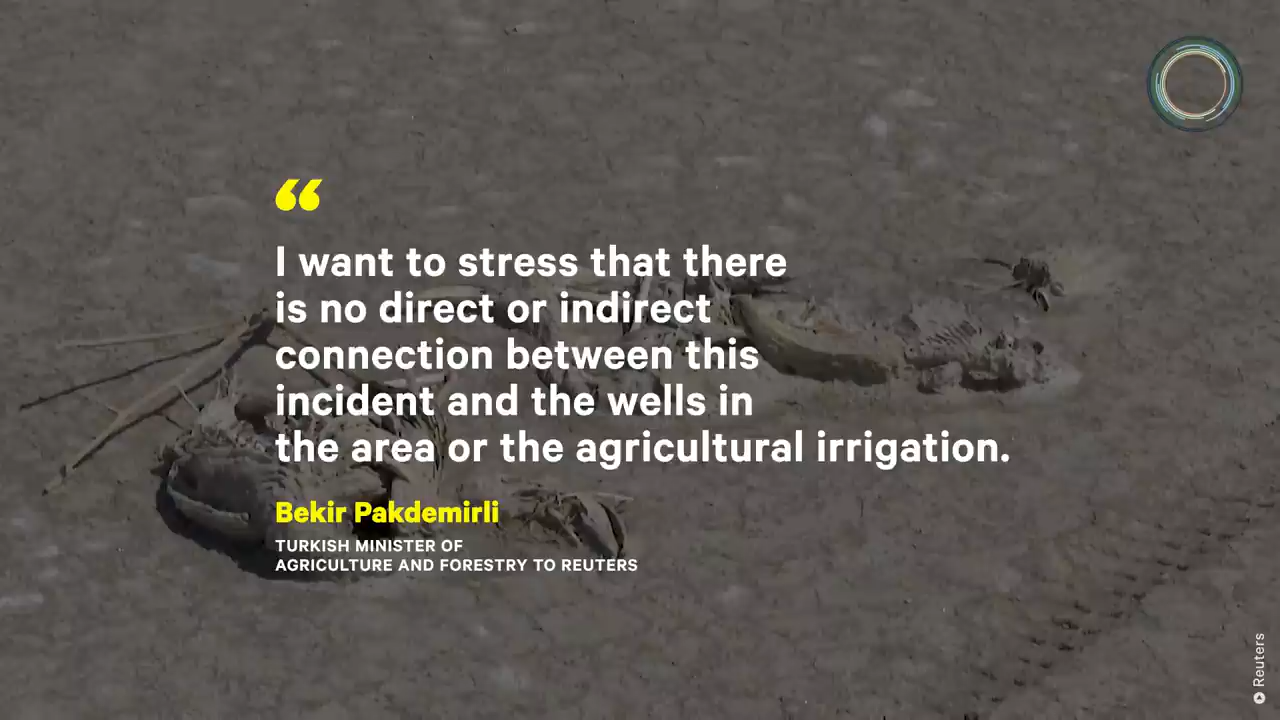 “
I want to stress that there
is no direct or indirect
connection between this
incident and the wells in
the area or the agricultural irrigation.
Bekir Pakdemirli
TURKISH MINISTER OF
AGRICULTURE AND FORESTRY TO REUTERS
Reuters